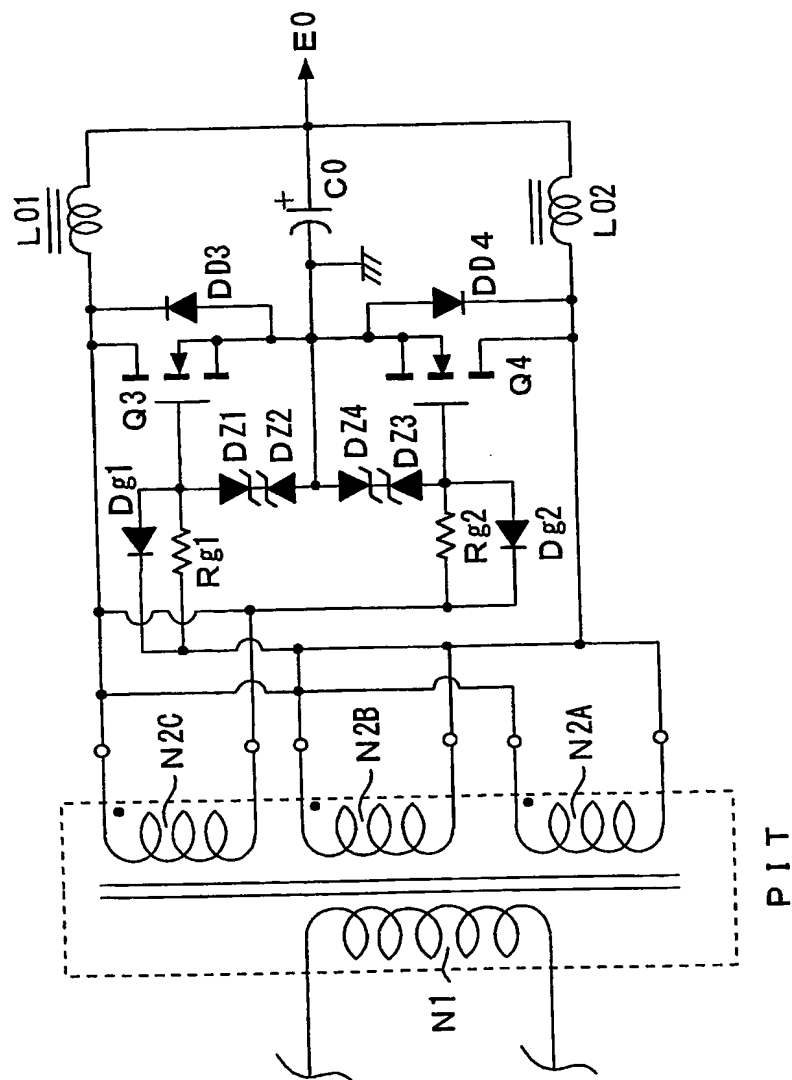 E0
L01
C0
+
L02
DD3
DD4
Q3
Q4
DZ1
DZ2
DZ4
DZ3
Dg1
Rg1
Rg2
Dg2
N2C
N2B
N2A
N1
PIT